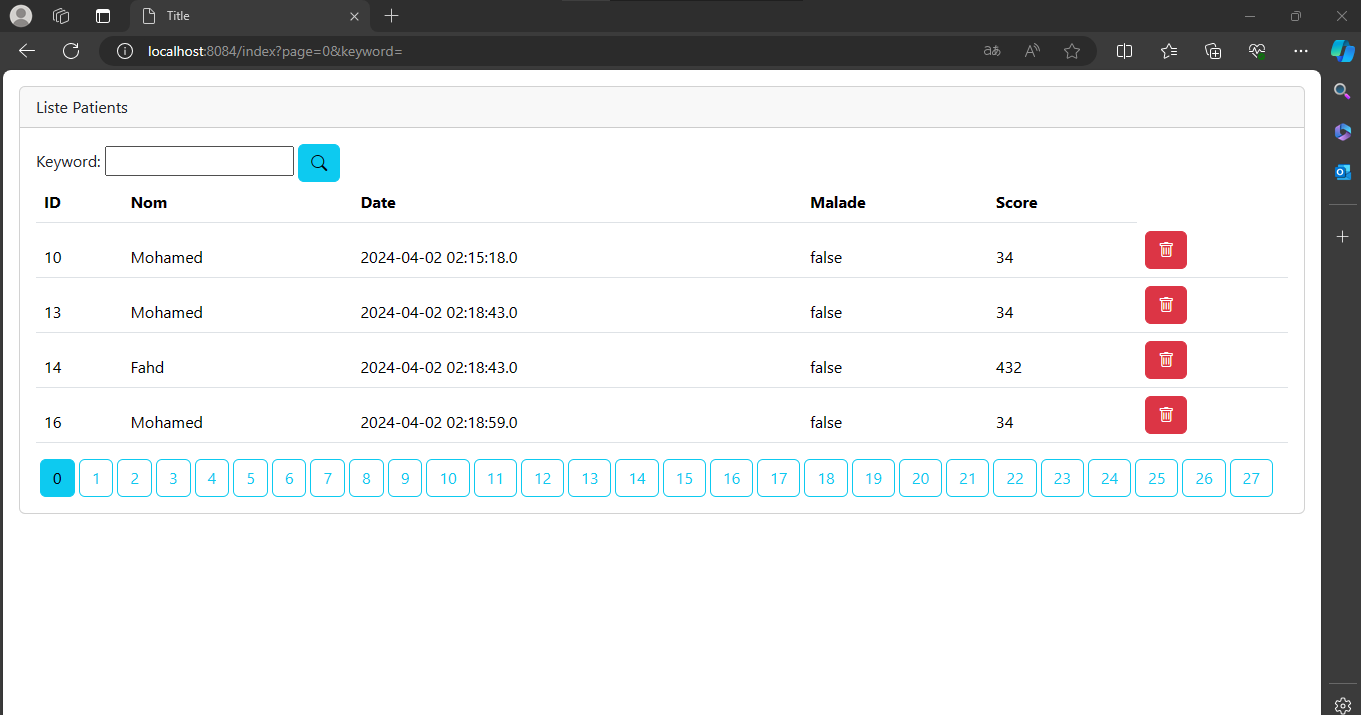 Title
localhost:8084/index?page=0&keyword=
Liste Patients
Keyword:
ID Nom Date Malade Score
10 Mohamed 2024-04-02 02:15:18.0 false 34
13 Mohamed 2024-04-02 02:18:43.0 false 34
14 Fahd 2024-04-02 02:18:43.0 false 432
16 Mohamed 2024-04-02 02:18:59.0 false 34
0 1 2 3 4 5 6 7 8 9 10 11 12 13 14 15 16 17 18 19 20 21 22 23 24 25 26 27